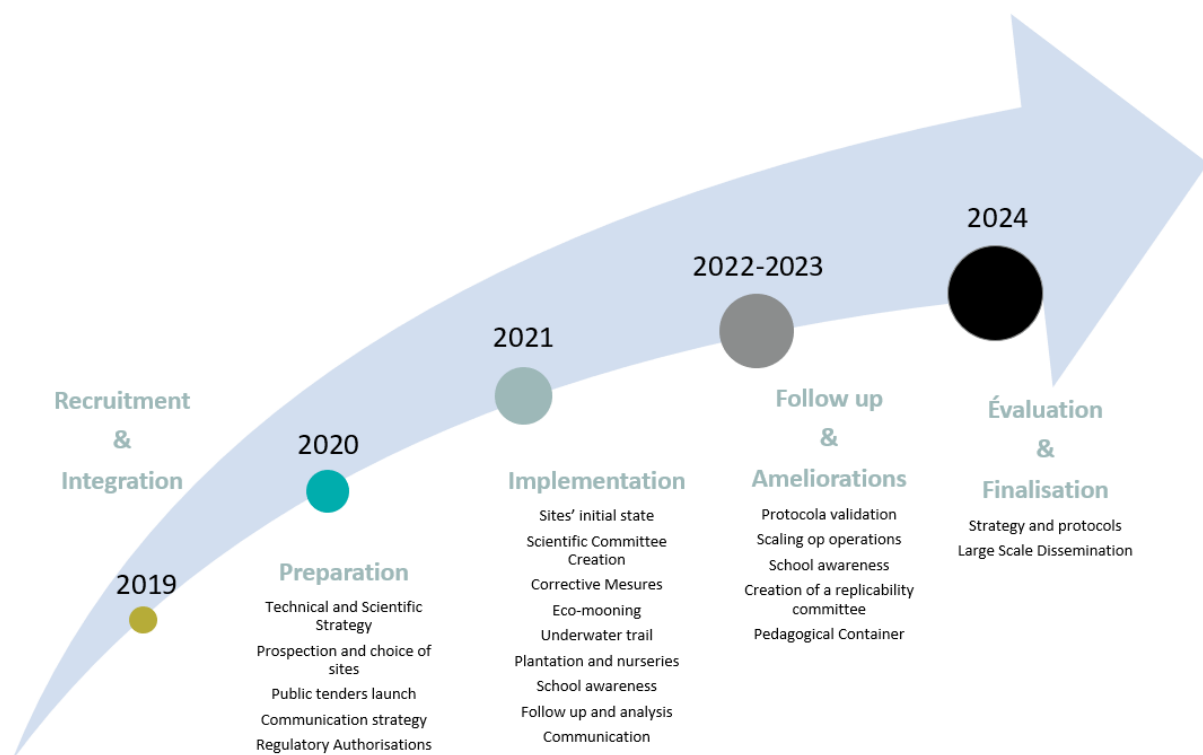 2019
Recruitment
&
Integration
2020
Preparation
Technical and Scientific
Strategy
Prospection and choice of
sites
Public tenders launch
Communication strategy
Regulatory Authorisations
2021
Implementation
Sites' initial state
Scientific Committee
Creation
Corrective Mesures
Eco-mooning
Underwater trail
Plantation and nurseries
School awareness
Follow up and analysis
Communication
2022-2023
Follow up
&
Ameliorations
Protocola validation
Scaling op operations
School awareness
Creation of a replicability
committee
Pedagogical Container
2024
Évaluation
&
Finalisation
Strategy and protocols
Large Scale Dissemination